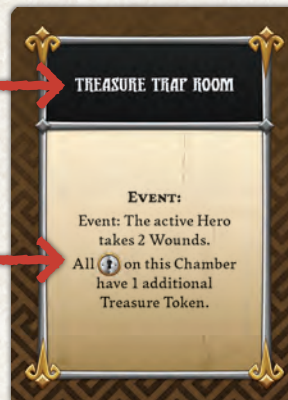 TREASURE TRAP ROOM
EVENT:
Event: The active Hero
takes 2 Wounds.
All on this Chamber
have 1 additional
Treasure Token.